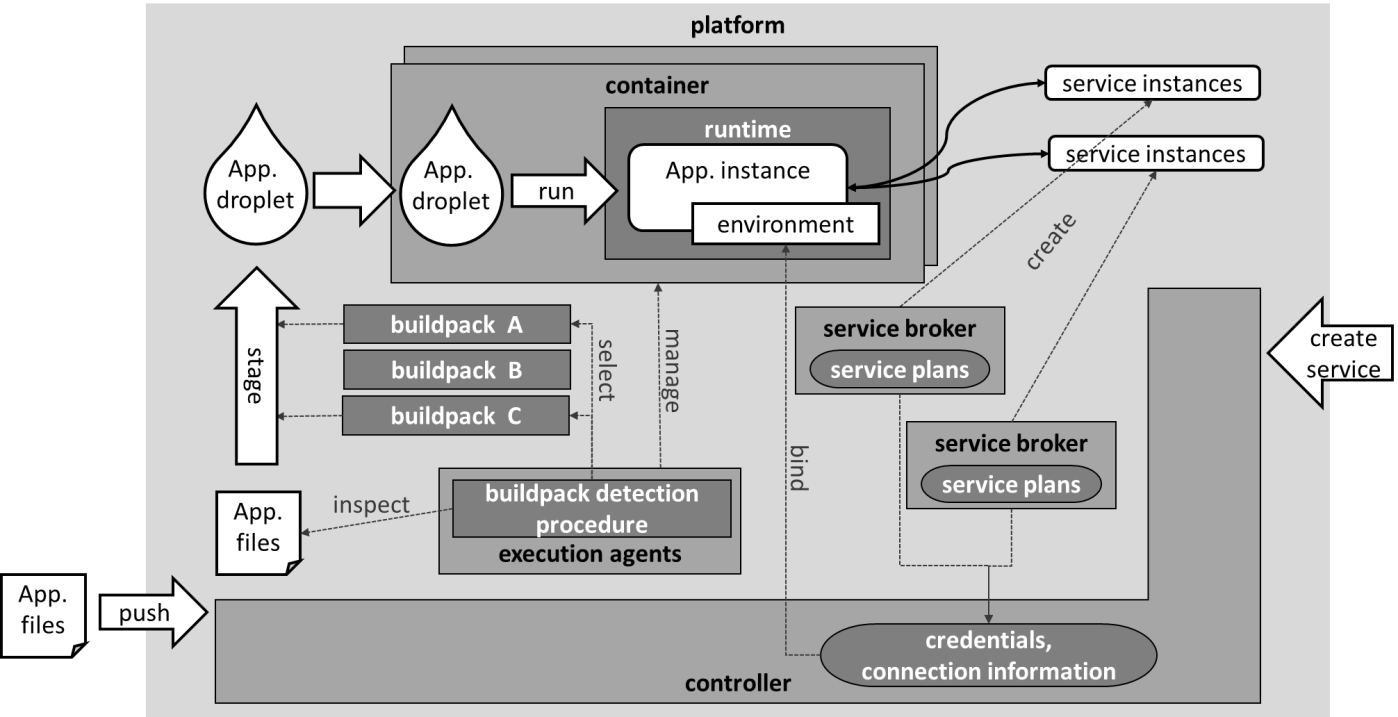 platform
container
service instances
runtime
service instances
App.
droplet
App.
droplet
run
App. instance
environment
create
buildpack A
buildpack B
buildpack C
stage
select
manage
service broker
service plans
create
service
bind
service broker
service plans
buildpack detection
procedure
execution agents
inspect
App.
files
App.
files
push
credentials,
connection information
controller